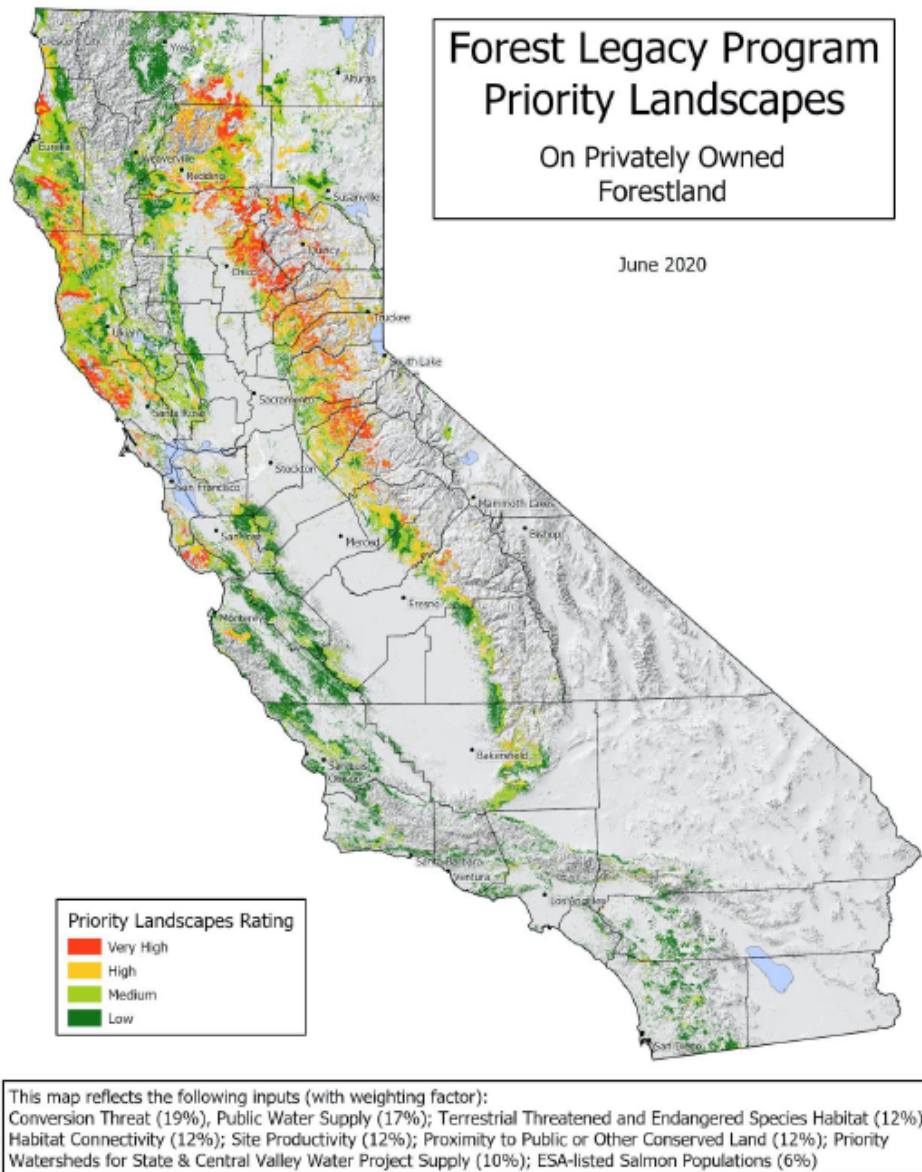 Forest Legacy Program
Priority Landscapes
On Privately Owned
Forestland
June 2020
Crescent City
Yreka
Alturas
Eureka
Weaverville
Redding
Susanville
Quincy
Chico
Truckee
Ukiah
South Lake
Tahoe
Sacramento
Santa Rosa
Stockton
San Francisco
Mammoth Lakes
San Jose
Merced
Bishop
Fresno
Monterey
Bakersfield
San Luis
Obispo
Santa Barbara
Ventura
Los Angeles
San Diego
Priority Landscapes Rating
Very High
High
Medium
Low
This map reflects the following inputs (with weighting factor):
Conversion Threat (19%), Public Water Supply (17%); Terrestrial Threatened and Endangered Species Habitat (12%)
Habitat Connectivity (12%); Site Productivity (12%); Proximity to Public or Other Conserved Land (12%); Priority
Watersheds for State & Central Valley Water Project Supply (10%); ESA-listed Salmon Populations (6%)